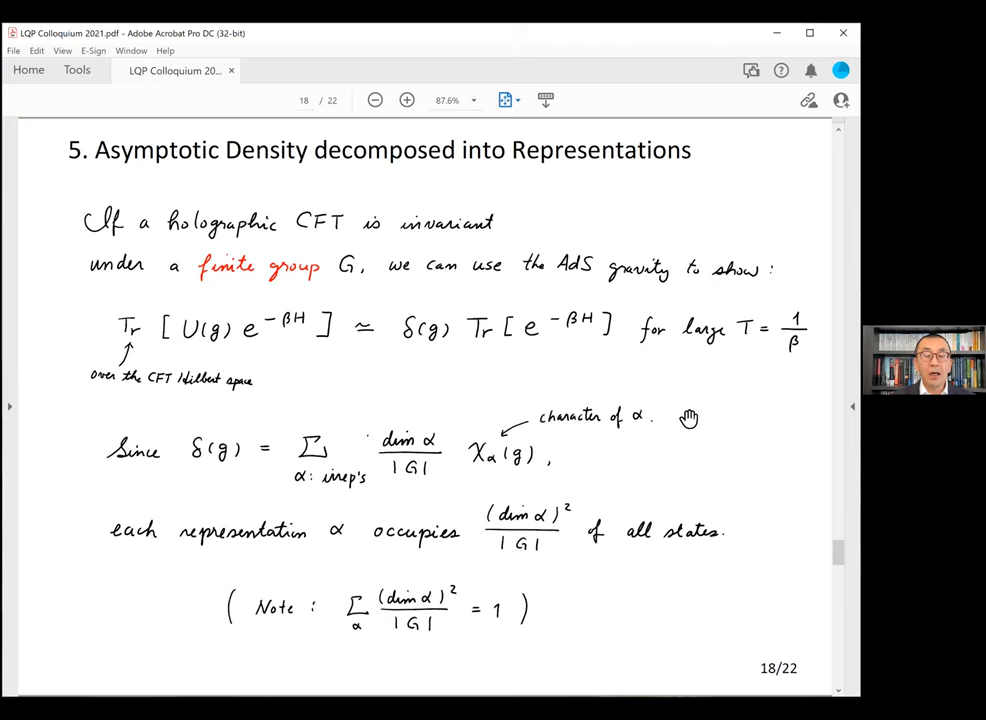 LQP Colloquium 2021.pdf - Adobe Acrobat Pro DC (32-bit)
File Edit View E-Sign Window Help
Home Tools LQP Colloquium 20... ×
18 / 22 87.6%
5. Asymptotic Density decomposed into Representations
If a holographic CFT is invariant
under a finite group G, we can use the AdS gravity to show :
Tr [ U(g) e^{-βH} ] ≃ δ(g) Tr [ e^{-βH} ] for large T = 1/β
over the CFT Hilbert space
character of α.
Since δ(g) = Σ_{α: irrep's} dim α / |G| χ_α(g) ,
each representation α occupies (dim α)^2 / |G| of all states.
( Note : Σ_α (dim α)^2 / |G| = 1 )
18/22